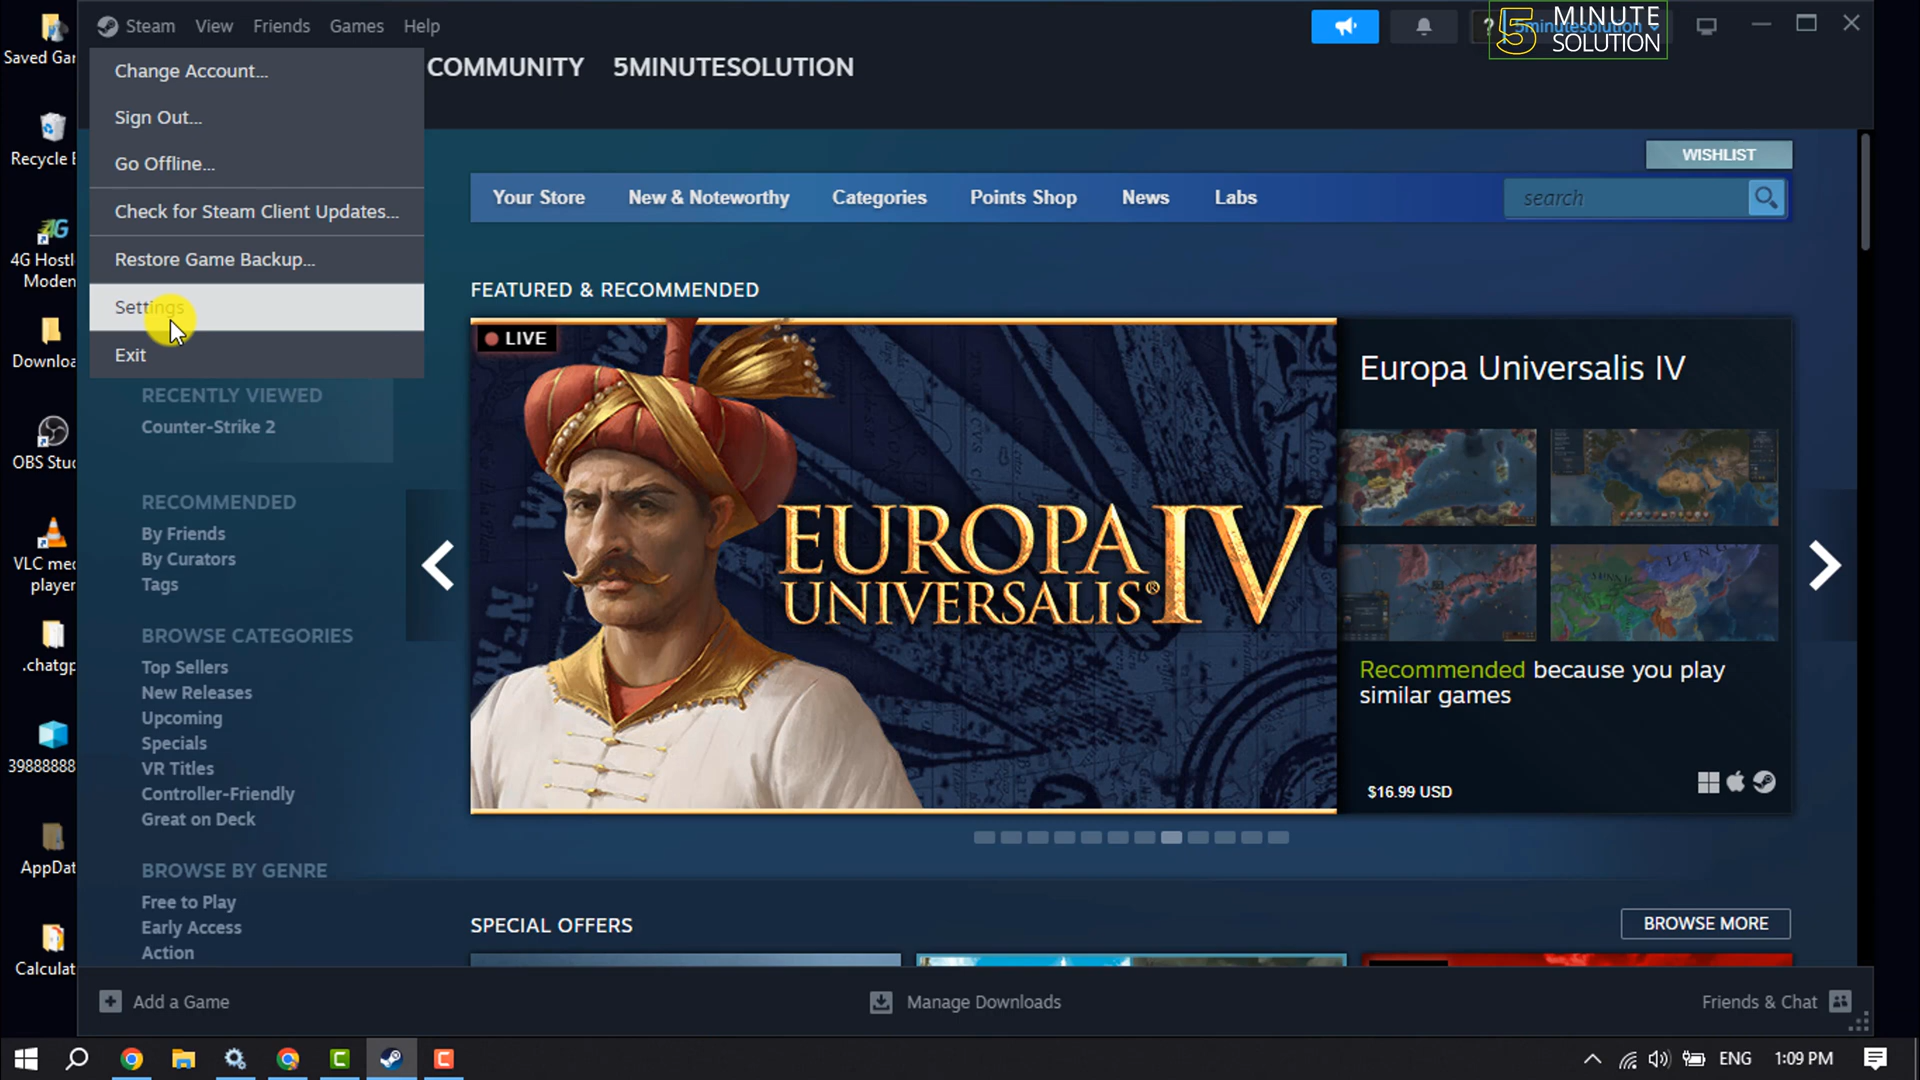 Steam View Friends Games Help
MINUTE
5 SOLUTION
5minutesolution
Change Account...
Sign Out...
Go Offline...
Check for Steam Client Updates...
Restore Game Backup...
Settings
Exit
COMMUNITY 5MINUTESOLUTION
WISHLIST
Your Store New & Noteworthy Categories Points Shop News Labs
search
FEATURED & RECOMMENDED
LIVE
EUROPA IV
UNIVERSALIS®
Europa Universalis IV
Recommended because you play
similar games
$16.99 USD
RECENTLY VIEWED
Counter-Strike 2
RECOMMENDED
By Friends
By Curators
Tags
BROWSE CATEGORIES
Top Sellers
New Releases
Upcoming
Specials
VR Titles
Controller-Friendly
Great on Deck
BROWSE BY GENRE
Free to Play
Early Access
Action
SPECIAL OFFERS
BROWSE MORE
Add a Game
Manage Downloads
Friends & Chat
Saved Gar
Recycle B
4G Hostl
Modem
Downloa
OBS Stud
VLC med
player
.chatgp
39888888
AppDat
Calculat
ENG 1:09 PM